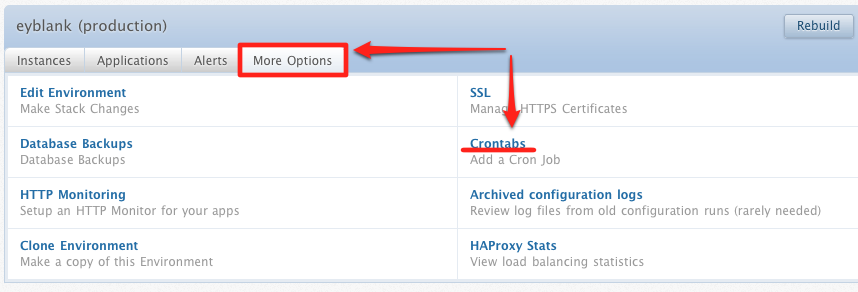 eyblank (production)
Rebuild
Instances Applications Alerts More Options
Edit Environment
Make Stack Changes
SSL
Manage HTTPS Certificates
Database Backups
Database Backups
Crontabs
Add a Cron Job
HTTP Monitoring
Setup an HTTP Monitor for your apps
Archived configuration logs
Review log files from old configuration runs (rarely needed)
Clone Environment
Make a copy of this Environment
HAProxy Stats
View load balancing statistics